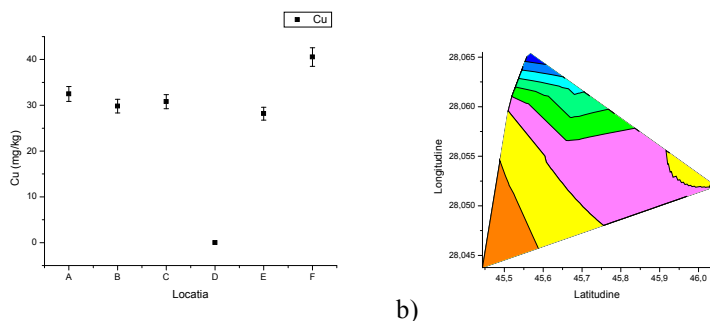 Cu
40
30
20
10
0
Cu (mg/kg)
A B C D E F
Locatia
b)
28,065
28,060
28,055
28,050
28,045
Longitudine
45,5 45,6 45,7 45,8 45,9 46,0
Latitudine